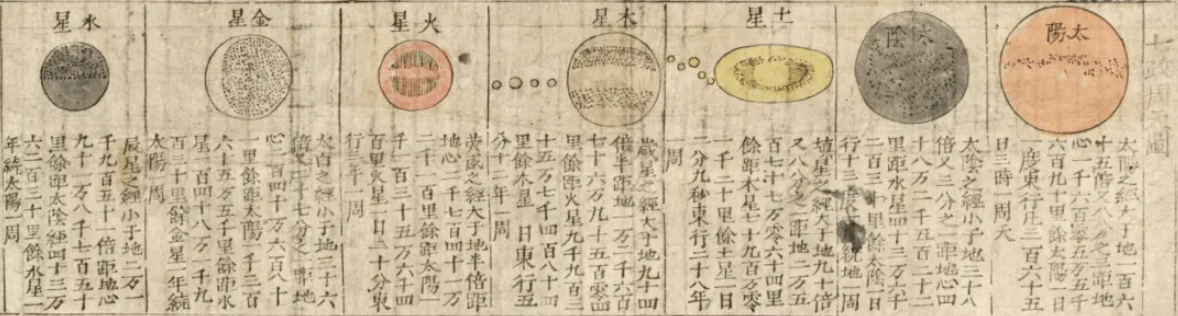 七政周天圖
太陽
太陽之經大于地一百六
十五倍又八分之三距地
心一千六百零五万五千
六百九十里餘太陽一日
一度東行庄三百六十五
日三時一周天
太陰
太陰之經小于地三十八
倍又三分之一距地心四
十八万二千五百二十二
里距水星四十三万六千
二百三十里餘太陰一日
行十三度統地一周
土星
填星之經大于地九十倍
又八分之一距地二万五
百七十七万零六十四里
餘距木星七十九百万零
一千二十里餘土星一日
二分九秒東行二十八年
一周
木星
歲星之經大于地九十四
倍半距地一万二千六百
七十六万九十五百零四
里餘距火星九千九百三
十五万七千四百八十四
里餘木星一日東行五
分十二年一周
火星
熒惑之經大于地半倍距
地心二千七百四十一万
二千一百里餘距太陽一
千一百三十五万六千四
百里火星一日廿二十分東
行二年一周
金星
太白之經小于地三十六
倍又二十七分之一距地
心二百四十万六百八十
一里餘距太陽一千三百
六十五万五千里餘距水
星一百四十八万一千九
百三十里餘金星一年統
太陽一周
水星
辰星之經小于地二万一
千九百五十一倍距地心
九十一万八千七百五十
里餘距太陰經四十三万
六二百三十里餘水星一
年統太陽一周